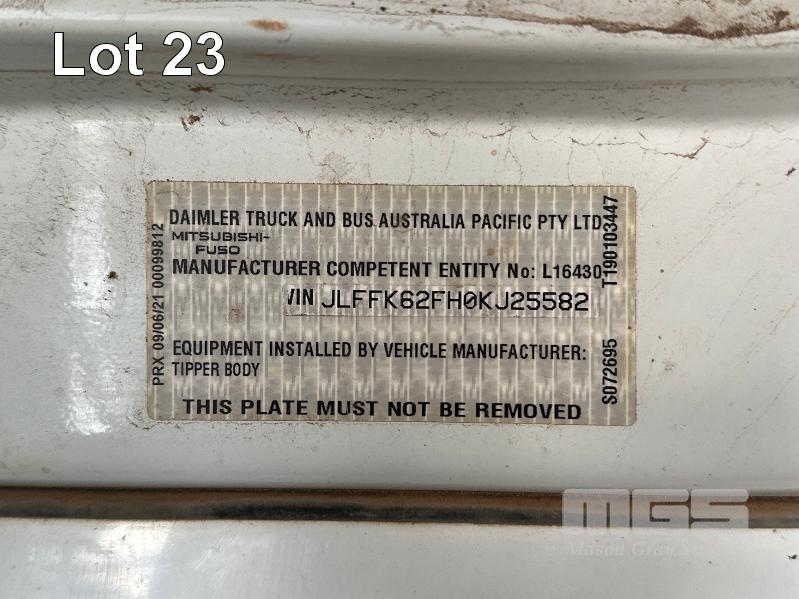 Lot 23
DAIMLER TRUCK AND BUS AUSTRALIA PACIFIC PTY LTD
MITSUBISHI-
FUSO
MANUFACTURER COMPETENT ENTITY No: L16430
VIN JLFFK62FH0KJ25582
EQUIPMENT INSTALLED BY VEHICLE MANUFACTURER:
TIPPER BODY
THIS PLATE MUST NOT BE REMOVED
PRX 09/06/21 00099812
T190103447
S072695
MGS
Mason Gray